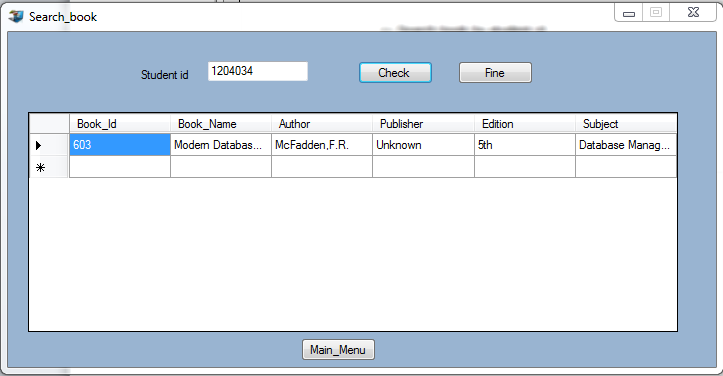 Search_book
Student id 1204034 Check Fine
Book_Id Book_Name Author Publisher Edition Subject
603 Modern Databas... McFadden,F.R. Unknown 5th Database Manag...
Main_Menu